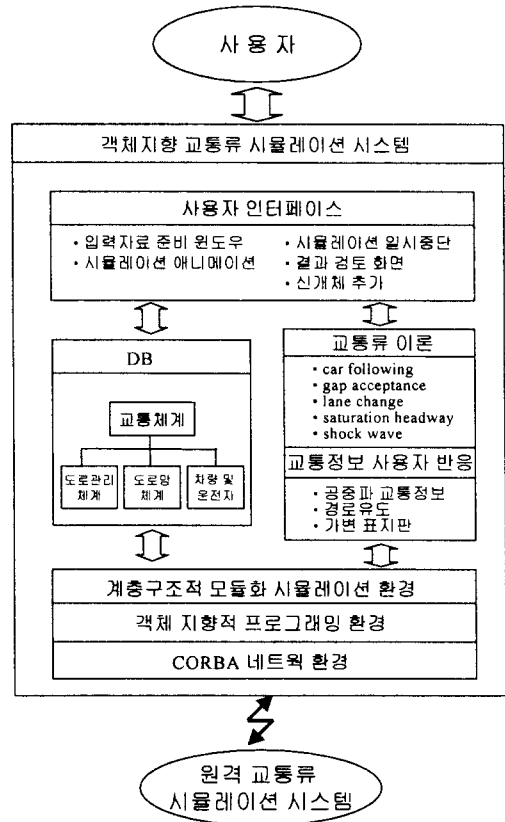 사 용 자
객체지향 교통류 시뮬레이션 시스템
사용자 인터페이스
· 입력자료 준비 윈도우
· 시뮬레이션 애니메이션
· 시뮬레이션 일시중단
· 결과 검토 화면
· 신개체 추가
DB
교통체계
도로관리
체계
도로망
체계
차량 및
운전자
교통류 이론
· car following
· gap acceptance
· lane change
· saturation headway
· shock wave
교통정보 사용자 반응
· 공중파 교통정보
· 경로유도
· 가변 표지판
계층구조적 모듈화 시뮬레이션 환경
객체 지향적 프로그래밍 환경
CORBA 네트웍 환경
원격 교통류
시뮬레이션 시스템